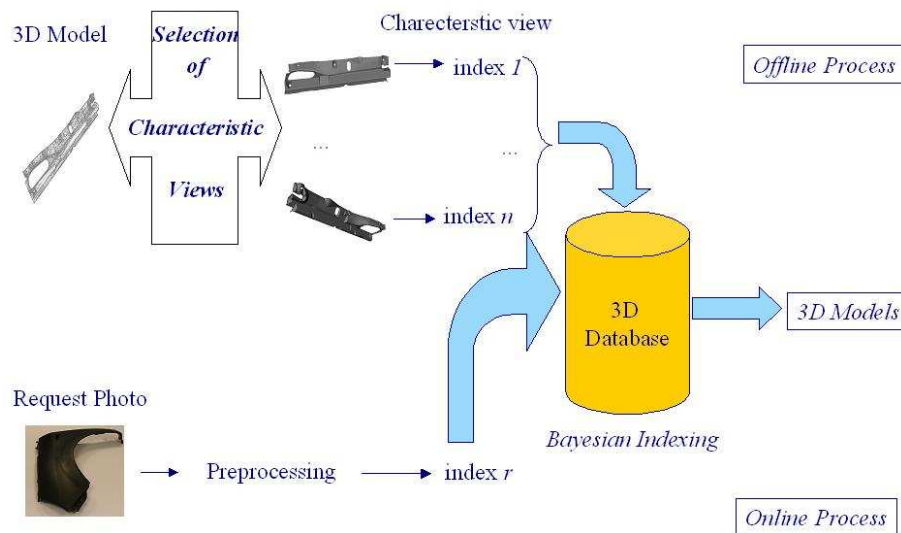 3D Model
Selection
of
Characteristic
Views
Charecterstic view
index 1
...
...
index n
Offline Process
3D
Database
3D Models
Bayesian Indexing
Request Photo
Preprocessing
index r
Online Process